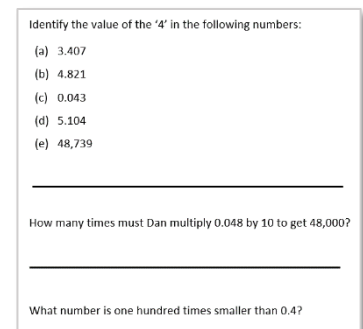 Identify the value of the ‘4’ in the following numbers:
(a) 3.407
(b) 4.821
(c) 0.043
(d) 5.104
(e) 48,739
How many times must Dan multiply 0.048 by 10 to get 48,000?
What number is one hundred times smaller than 0.4?